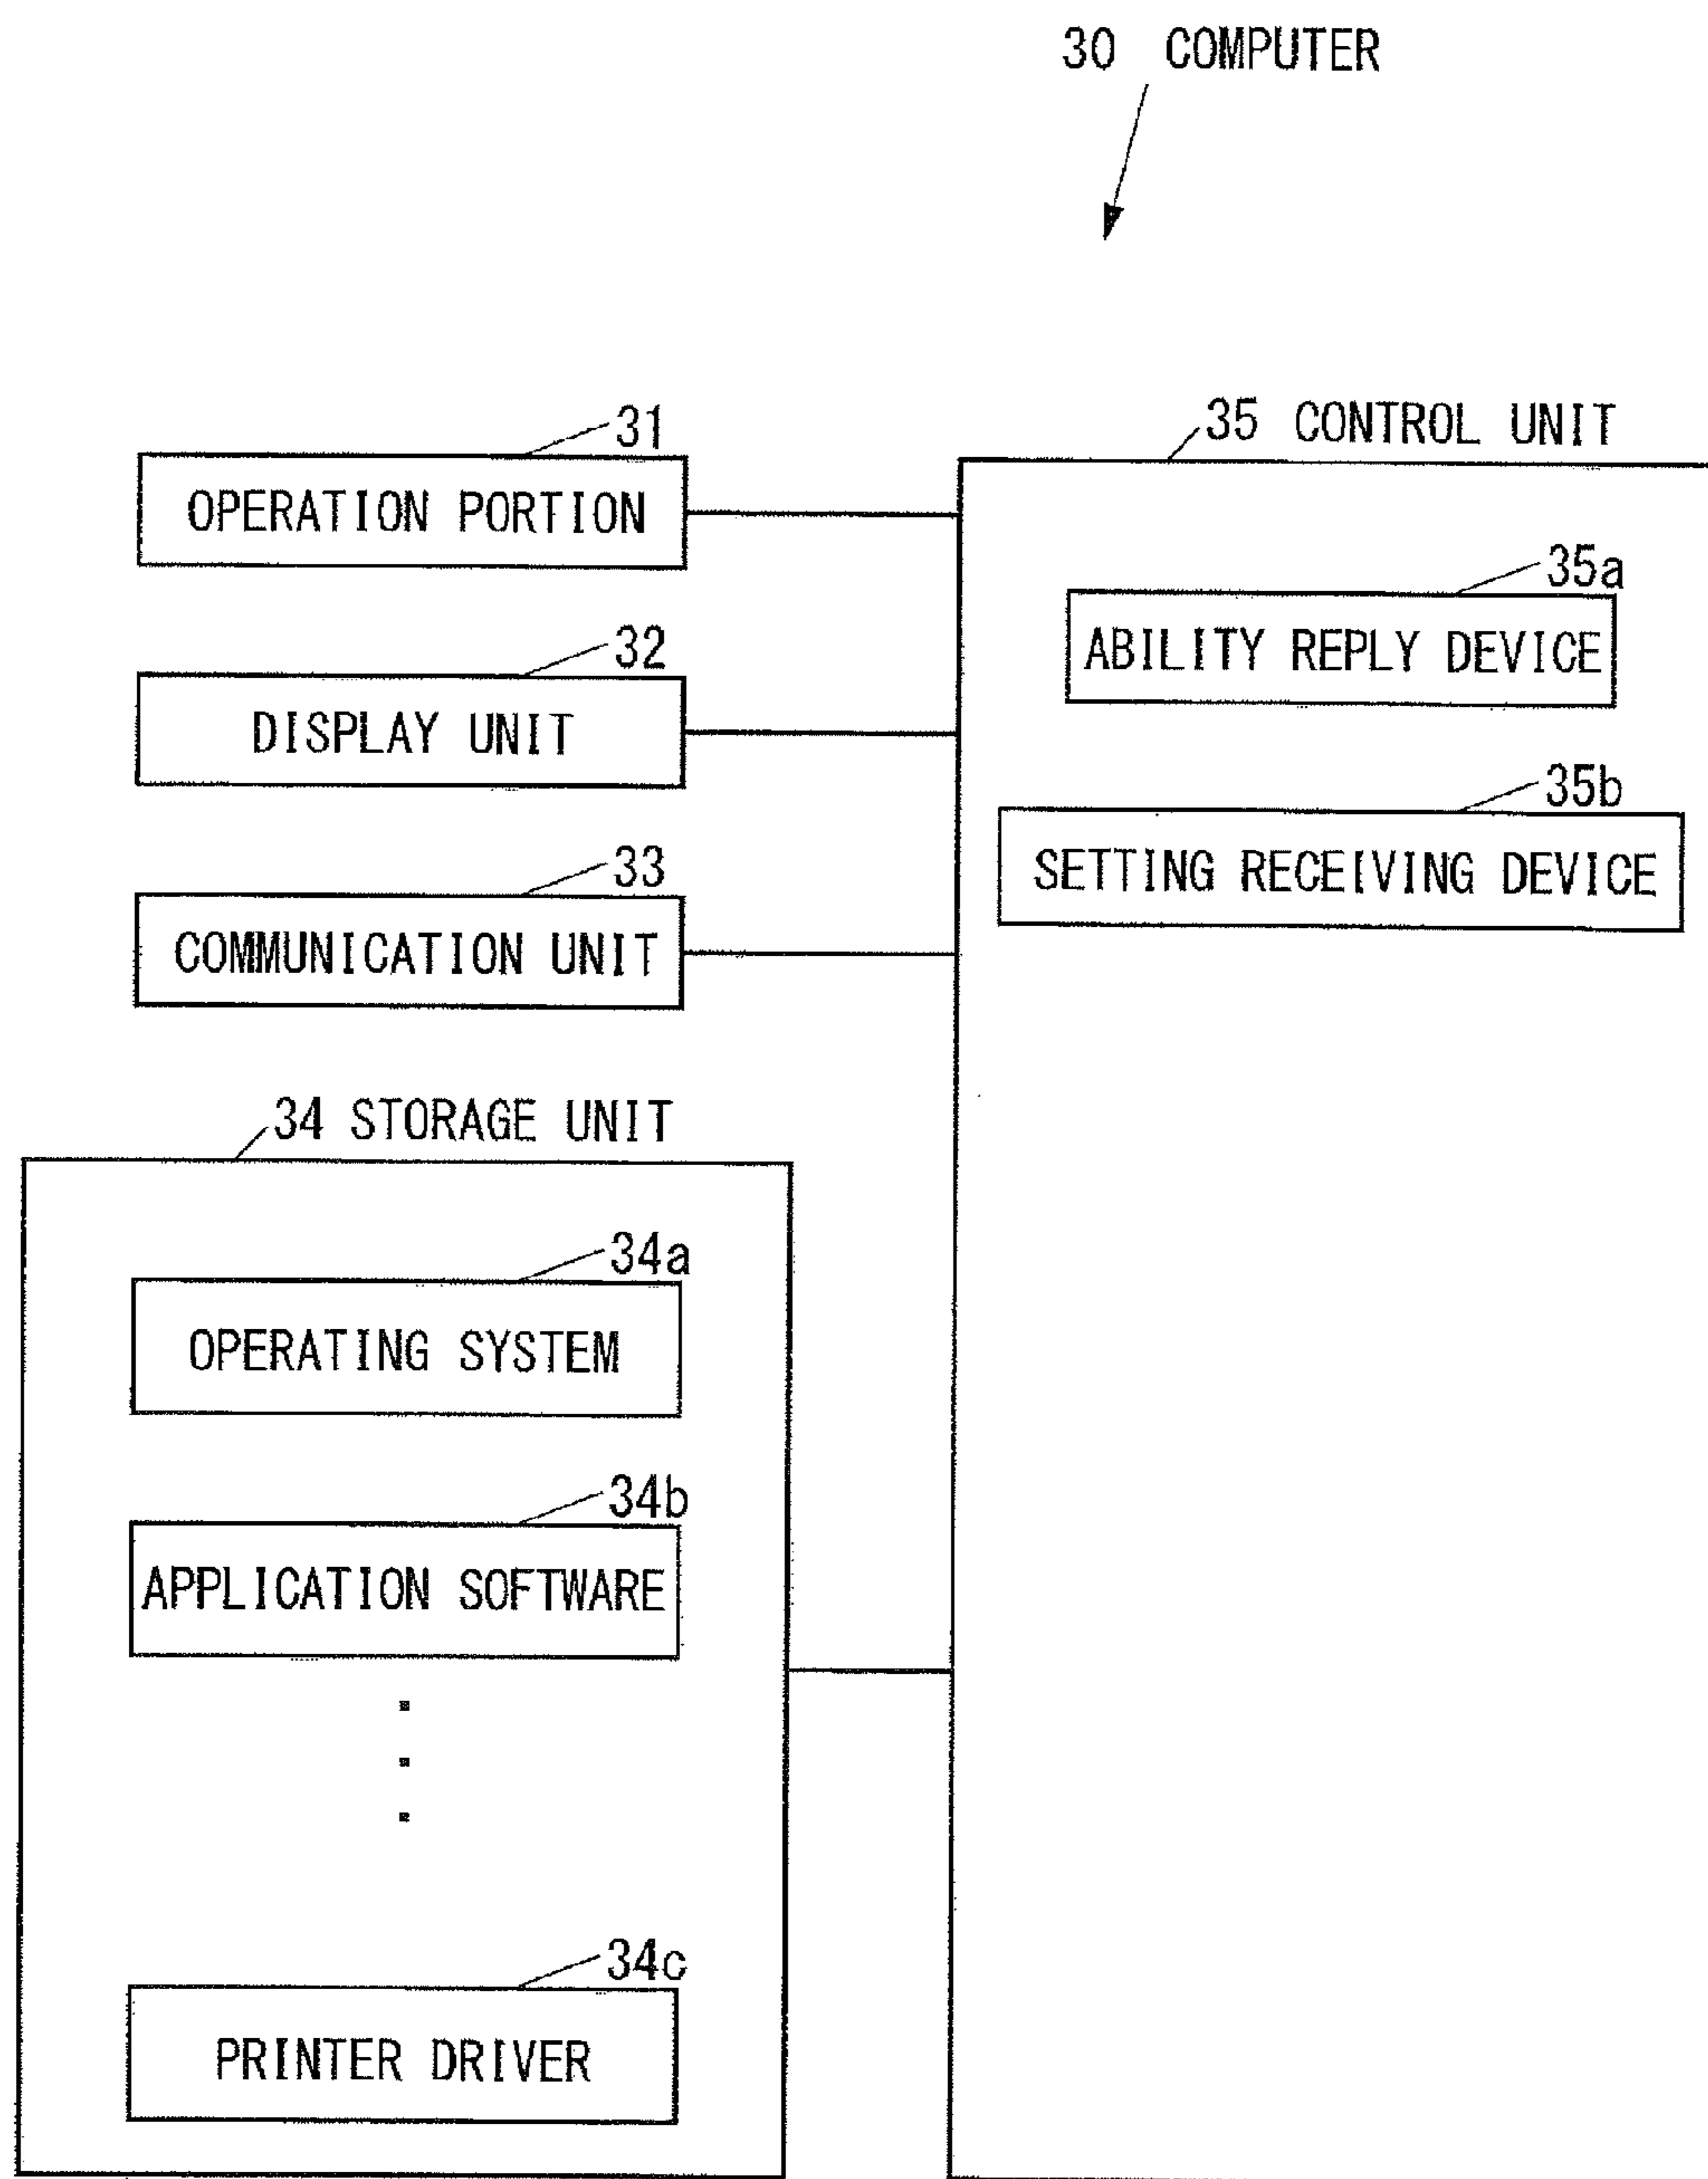 30 COMPUTER
31
OPERATION PORTION
32
DISPLAY UNIT
33
COMMUNICATION UNIT
34 STORAGE UNIT
34a
OPERATING SYSTEM
34b
APPLICATION SOFTWARE
34c
PRINTER DRIVER
35 CONTROL UNIT
35a
ABILITY REPLY DEVICE
35b
SETTING RECEIVING DEVICE